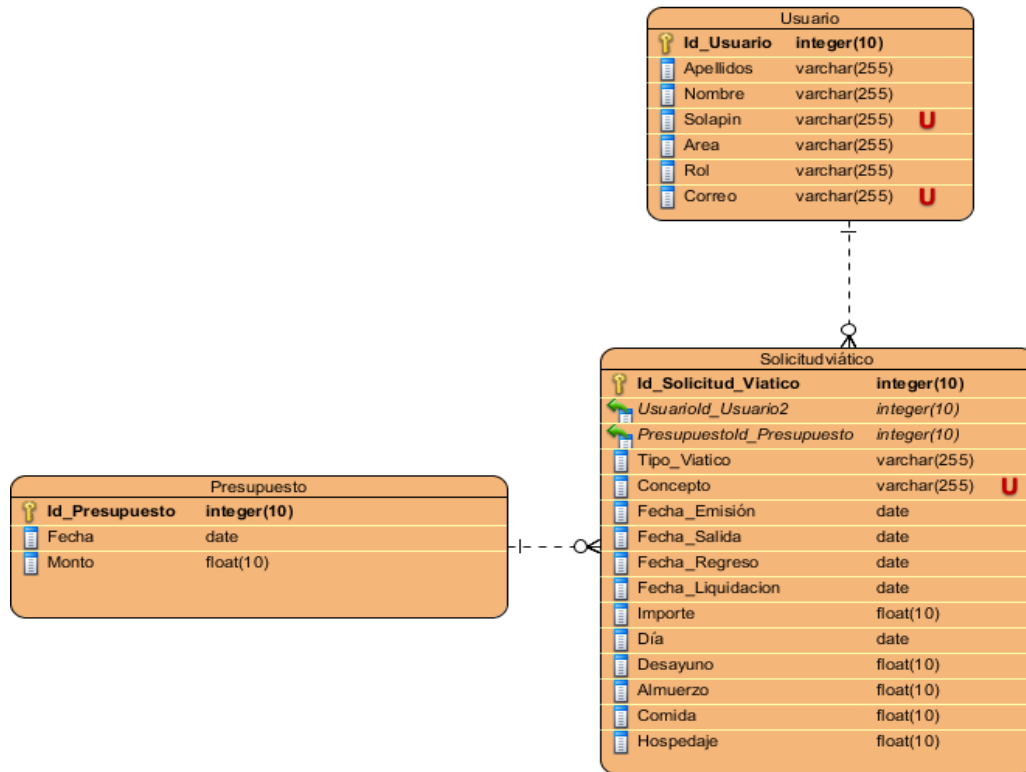 Usuario
Id_Usuario integer(10)
Apellidos varchar(255)
Nombre varchar(255)
Solapin varchar(255) U
Area varchar(255)
Rol varchar(255)
Correo varchar(255) U
Solicitudviático
Id_Solicitud_Viatico integer(10)
UsuarioId_Usuario2 integer(10)
PresupuestoId_Presupuesto integer(10)
Tipo_Viatico varchar(255)
Concepto varchar(255) U
Fecha_Emisión date
Fecha_Salida date
Fecha_Regreso date
Fecha_Liquidacion date
Importe float(10)
Día date
Desayuno float(10)
Almuerzo float(10)
Comida float(10)
Hospedaje float(10)
Presupuesto
Id_Presupuesto integer(10)
Fecha date
Monto float(10)